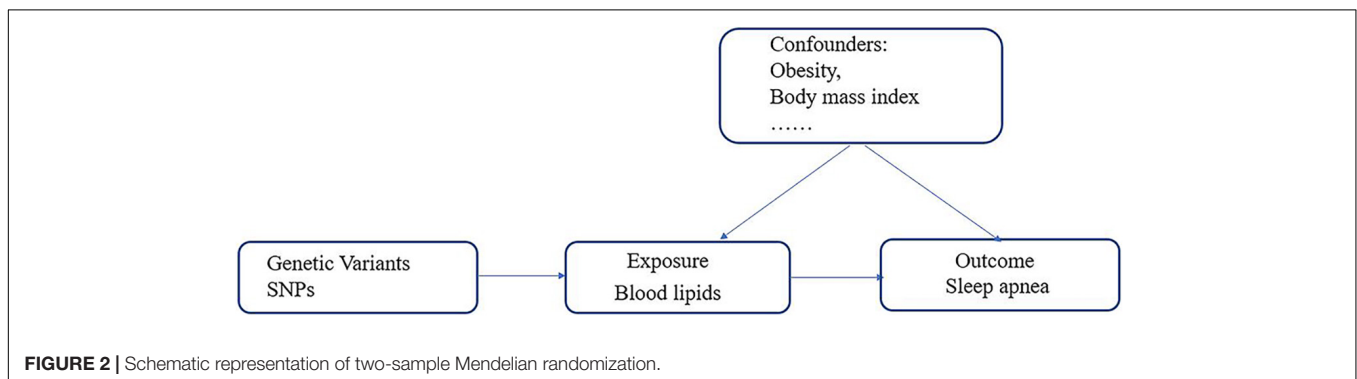 Confounders:
Obesity,
Body mass index
......
Genetic Variants
SNPs
Exposure
Blood lipids
Outcome
Sleep apnea
FIGURE 2 | Schematic representation of two-sample Mendelian randomization.